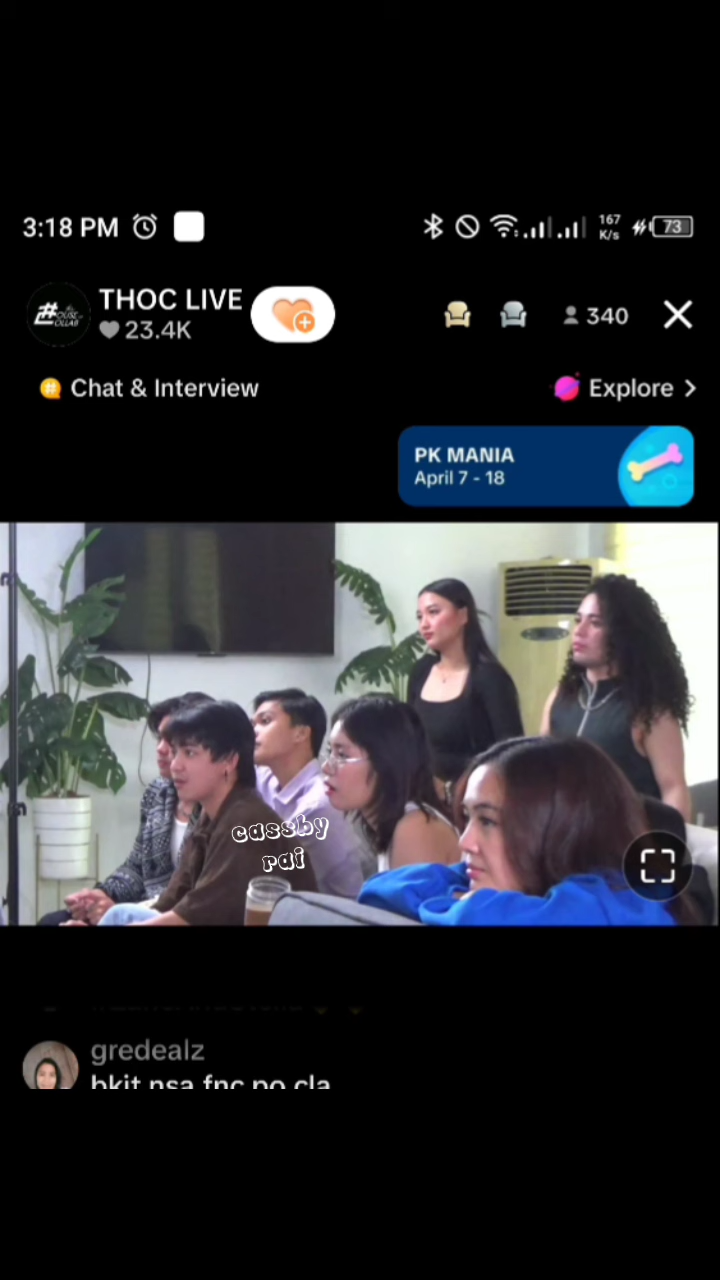 3:18 PM
167
K/s
73
THOC LIVE
23.4K
340
Chat & Interview
Explore
PK MANIA
April 7 - 18
cassby
rai
gredealz
bkit nsa fnc po cla